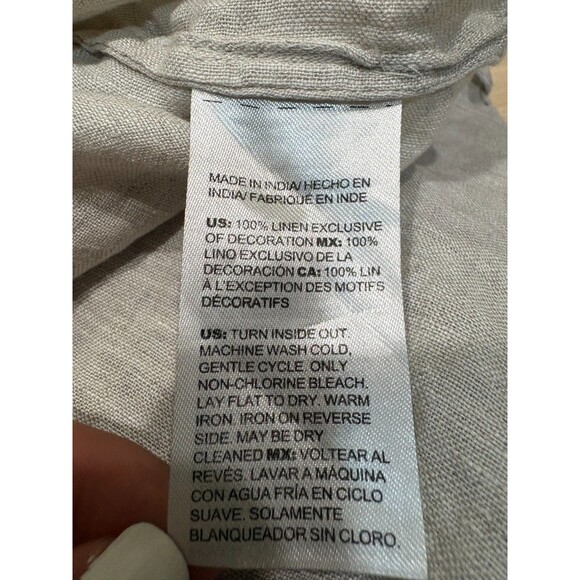 MADE IN INDIA/ HECHO EN
INDIA/ FABRIQUÉ EN INDE
US: 100% LINEN EXCLUSIVE
OF DECORATION MX: 100%
LINO EXCLUSIVO DE LA
DECORACIÓN CA: 100% LIN
À L'EXCEPTION DES MOTIFS
DÉCORATIFS
US: TURN INSIDE OUT.
MACHINE WASH COLD,
GENTLE CYCLE. ONLY
NON-CHLORINE BLEACH.
LAY FLAT TO DRY. WARM
IRON. IRON ON REVERSE
SIDE. MAY BE DRY
CLEANED MX: VOLTEAR AL
REVÉS. LAVAR A MÁQUINA
CON AGUA FRÍA EN CICLO
SUAVE. SOLAMENTE
BLANQUEADOR SIN CLORO.